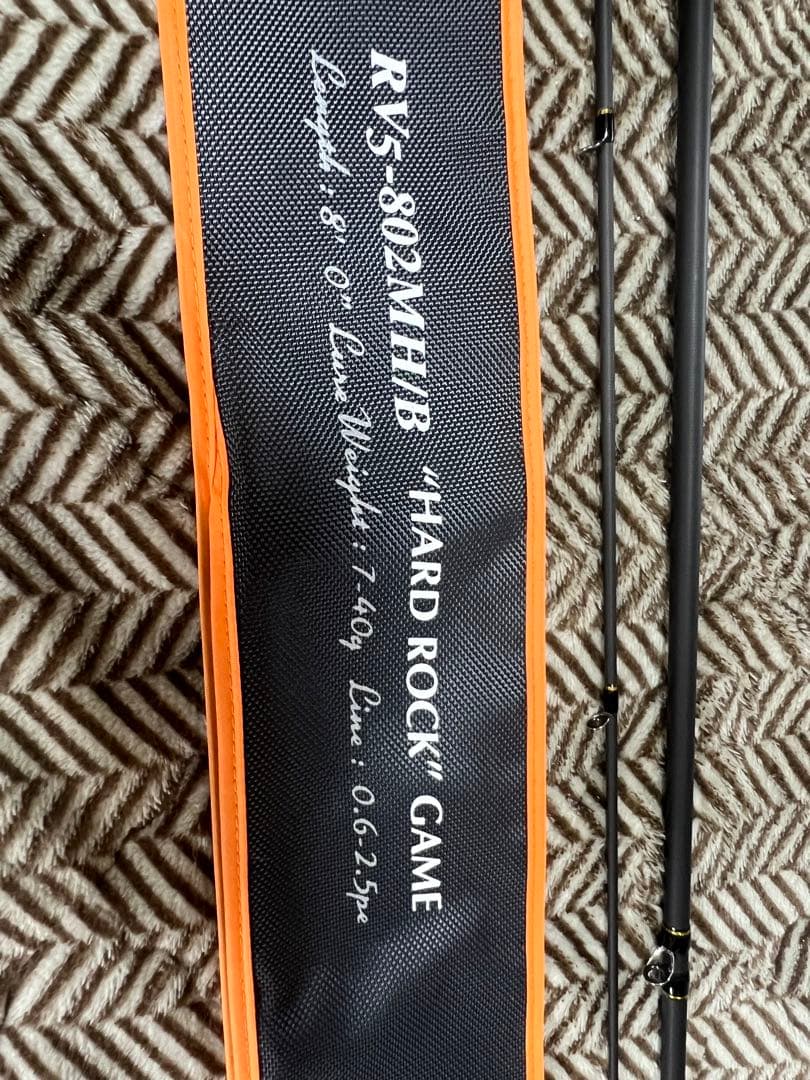 RV5-802MH/B “HARD ROCK” GAME
Length : 8' 0" Lure Weight : 7-40g Line : 0.6-2.5pe